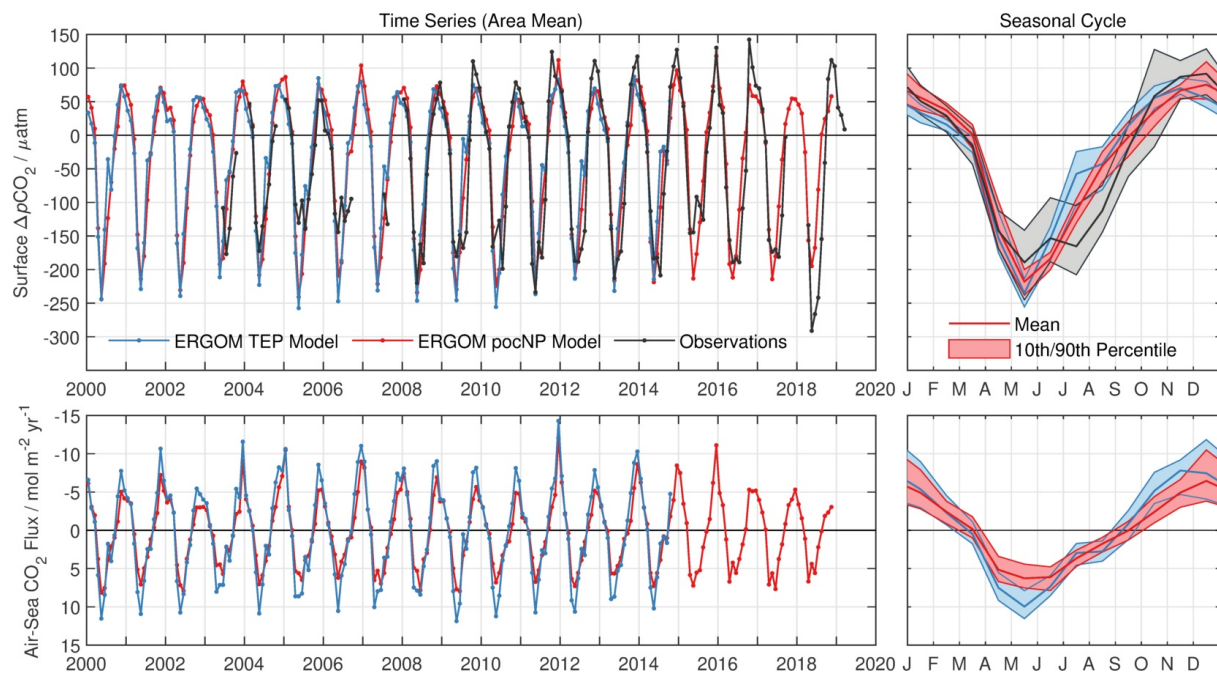 Time Series (Area Mean)
Seasonal Cycle
Surface ΔpCO2 / μatm
150
100
50
0
-50
-100
-150
-200
-250
-300
ERGOM TEP Model
ERGOM pocNP Model
Observations
Mean
10th/90th Percentile
2000 2002 2004 2006 2008 2010 2012 2014 2016 2018 2020
J F M A M J J A S O N D
Air-Sea CO2 Flux / mol m-2 yr-1
-15
-10
-5
0
5
10
15
2000 2002 2004 2006 2008 2010 2012 2014 2016 2018 2020
J F M A M J J A S O N D